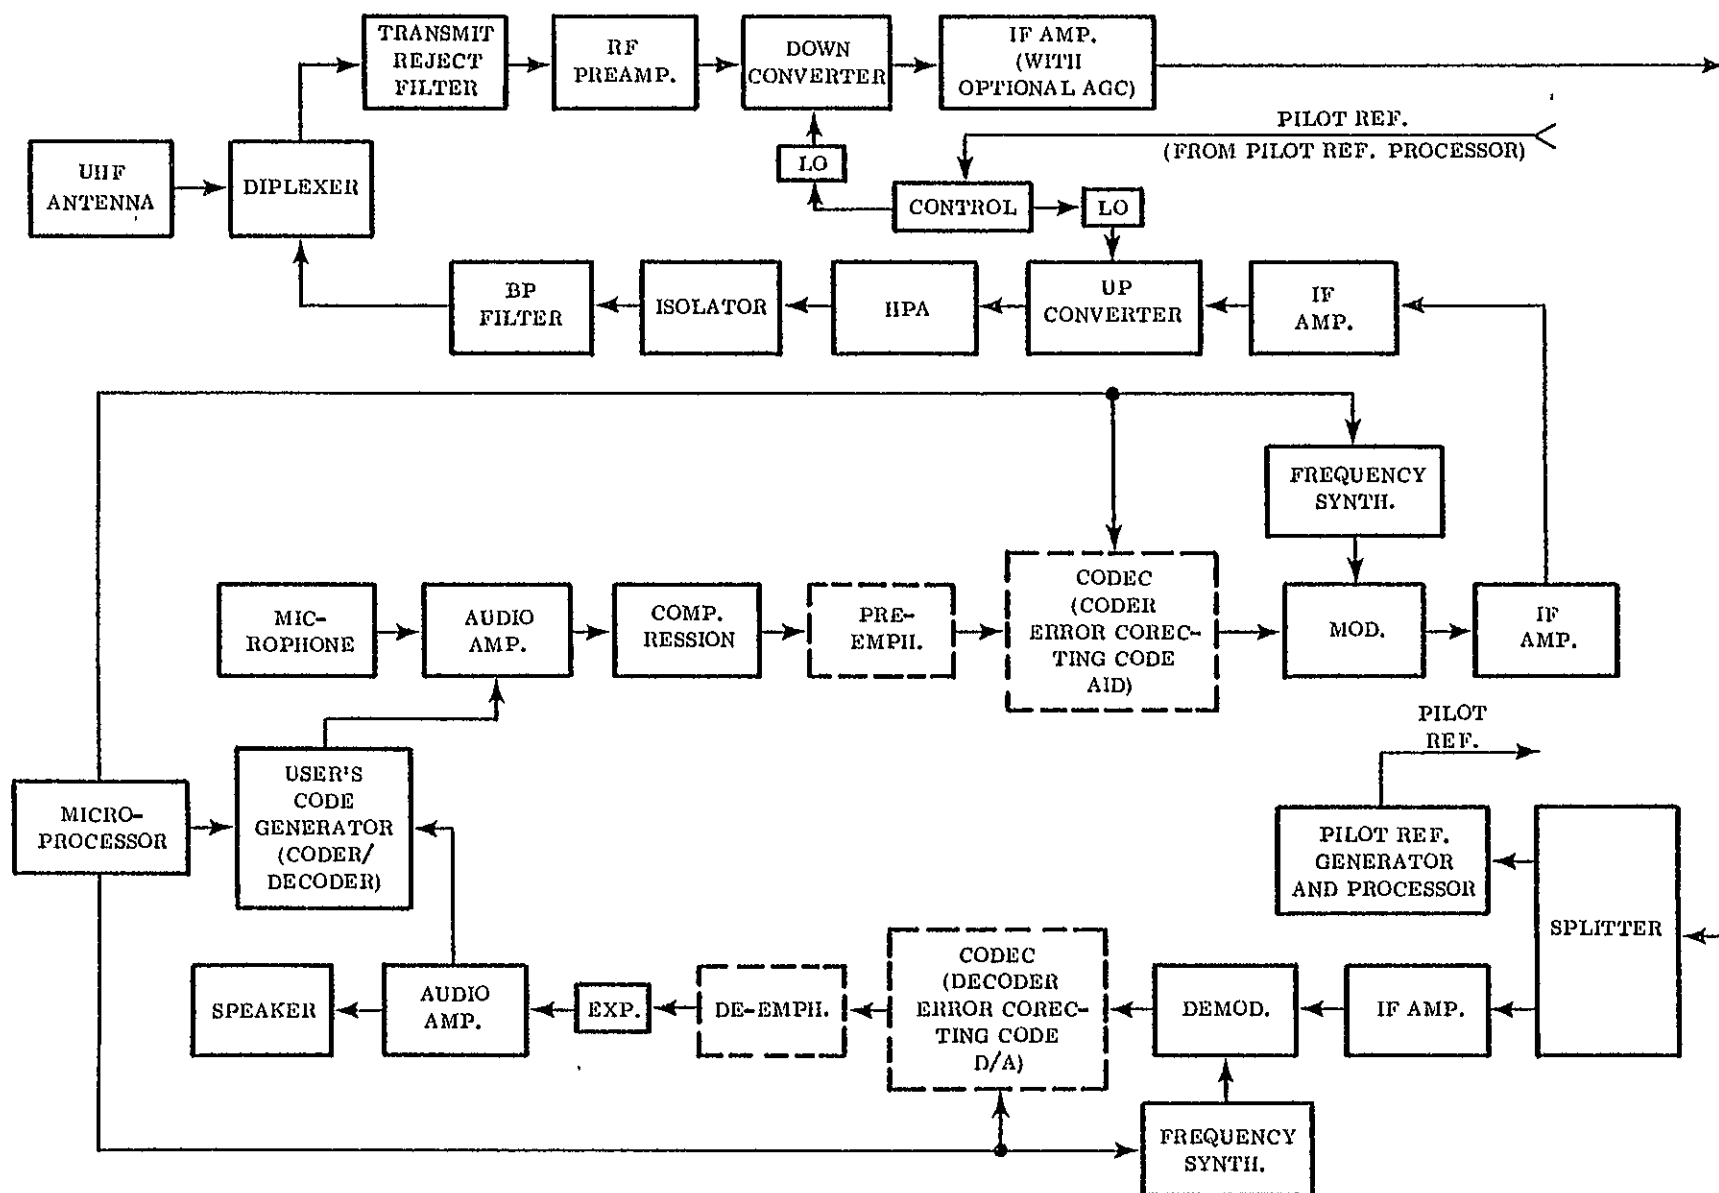 TRANSMIT
REJECT
FILTER
RF
PREAMP.
DOWN
CONVERTER
IF AMP.
(WITH
OPTIONAL AGC)
PILOT REF.
(FROM PILOT REF. PROCESSOR)
LO
UHF
ANTENNA
DIPLEXER
CONTROL
LO
BP
FILTER
ISOLATOR
HPA
UP
CONVERTER
IF
AMP.
FREQUENCY
SYNTH.
MIC-
ROPHONE
AUDIO
AMP.
COMP.
RESSION
PRE-
EMPH.
CODEC
(CODER
ERROR COREC-
TING CODE
AID)
MOD.
IF
AMP.
PILOT
REF.
MICRO-
PROCESSOR
USER'S
CODE
GENERATOR
(CODER/
DECODER)
PILOT REF.
GENERATOR
AND PROCESSOR
SPLITTER
SPEAKER
AUDIO
AMP.
EXP.
DE-EMPH.
CODEC
(DECODER
ERROR COREC-
TING CODE
D/A)
DEMOD.
IF AMP.
FREQUENCY
SYNTH.